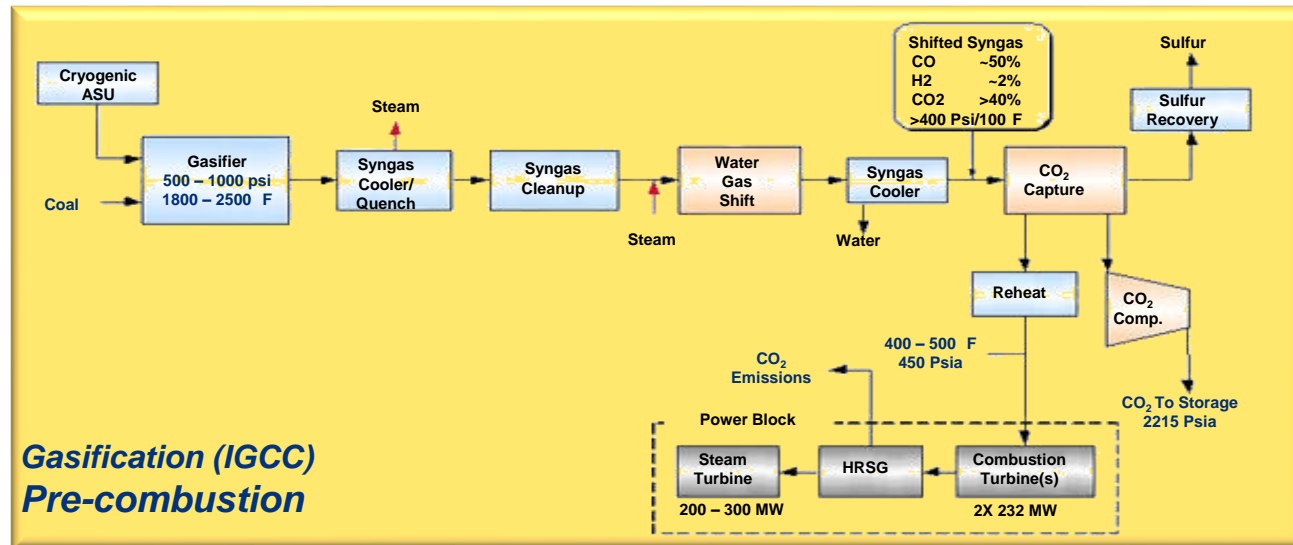 Cryogenic
ASU
Coal
Gasifier
500 – 1000 psi
1800 – 2500 F
Steam
Syngas
Cooler/
Quench
Syngas
Cleanup
Steam
Water
Gas
Shift
Syngas
Cooler
Water
Shifted Syngas
CO ~50%
H2 ~2%
CO2 >40%
>400 Psi/100 F
CO₂
Capture
Sulfur
Sulfur
Recovery
Reheat
CO₂
Comp.
400 – 500 F
450 Psia
CO₂
Emissions
CO₂ To Storage
2215 Psia
Power Block
Steam
Turbine
HRSG
Combustion
Turbine(s)
200 – 300 MW
2X 232 MW
Gasification (IGCC)
Pre-combustion